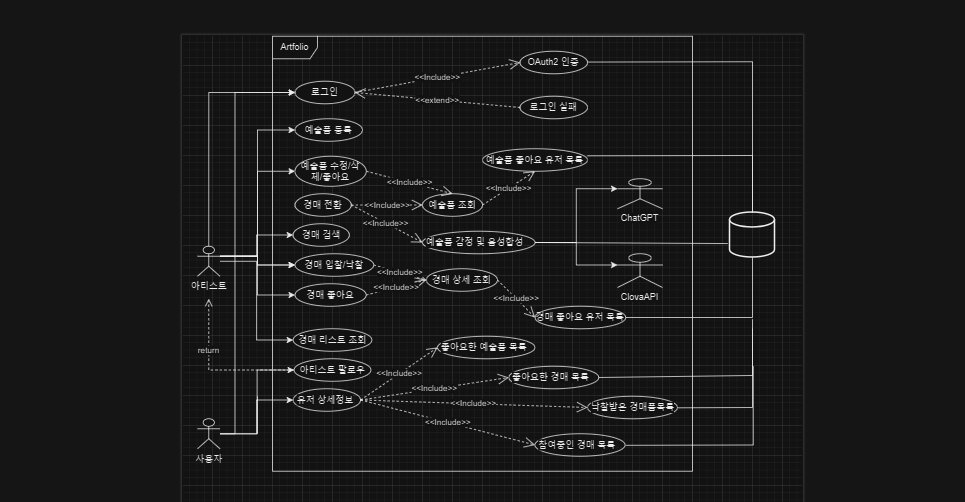 Artfolio
OAuth2 인증
<<Include>>
로그인
<<extend>>
로그인 실패
예술품 등록
예술품 좋아요 유저 목록
예술품 수정/삭
제/좋아요
<<Include>>
<<Include>>
경매 전환
<<Include>>
예술품 조회
ChatGPT
<<Include>>
경매 검색
예술품 감정 및 음성합성
경매 입찰/낙찰
<<Include>>
경매 상세 조회
아티스트
<<Include>>
경매 좋아요
<<Include>>
ClovaAPI
경매 좋아요 유저 목록
경매 리스트 조회
좋아요한 예술품 목록
return
아티스트 팔로우
<<Include>>
좋아요한 경매 목록
<<Include>>
유저 상세정보
<<Include>>
낙찰받은 경매품목록
<<Include>>
참여중인 경매 목록
사용자